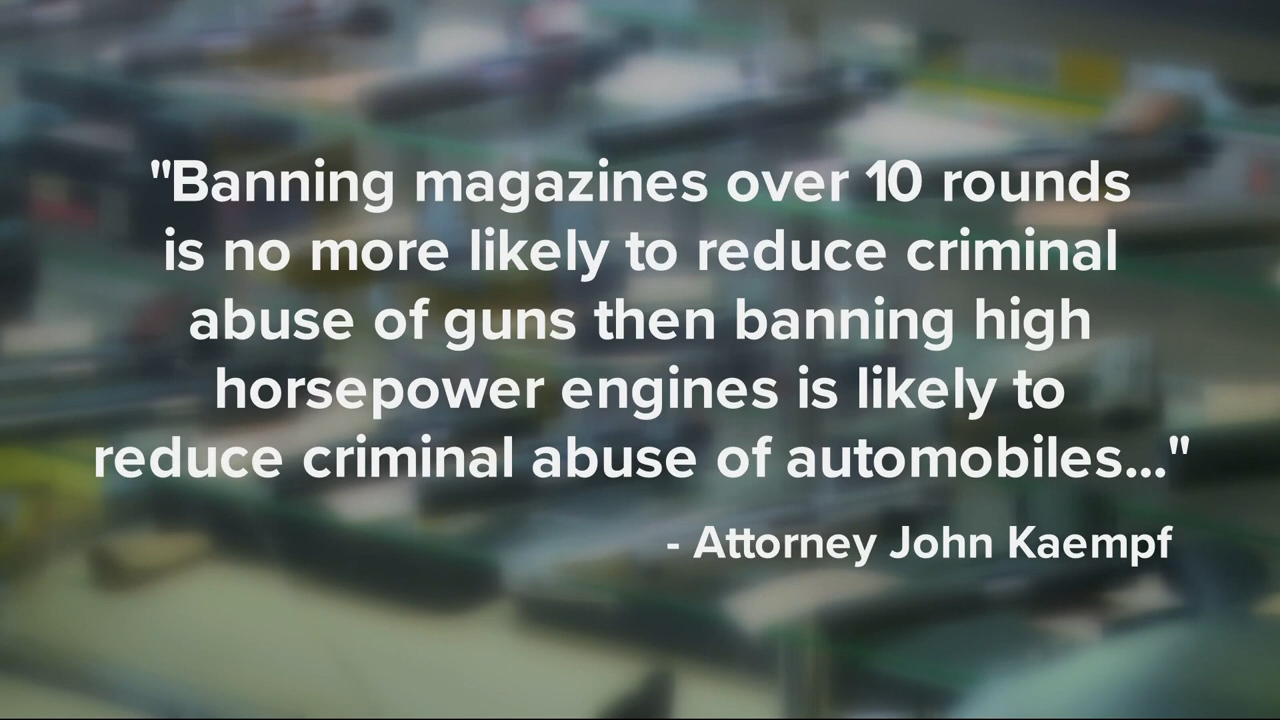 "Banning magazines over 10 rounds
is no more likely to reduce criminal
abuse of guns then banning high
horsepower engines is likely to
reduce criminal abuse of automobiles..."
- Attorney John Kaempf